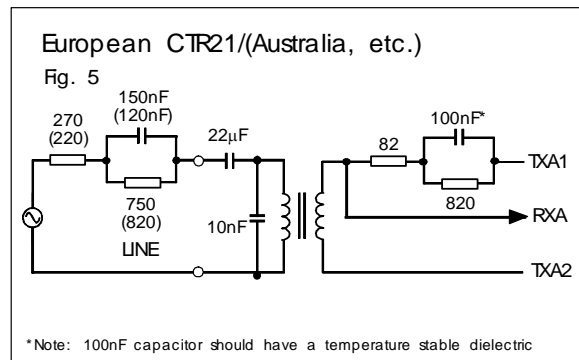 European CTR21/(Australia, etc.)
Fig. 5
150nF
(120nF)
270
(220)
22µF
100nF*
82
TXA1
750
(820)
10nF
820
RXA
LINE
TXA2
*Note: 100nF capacitor should have a temperature stable dielectric